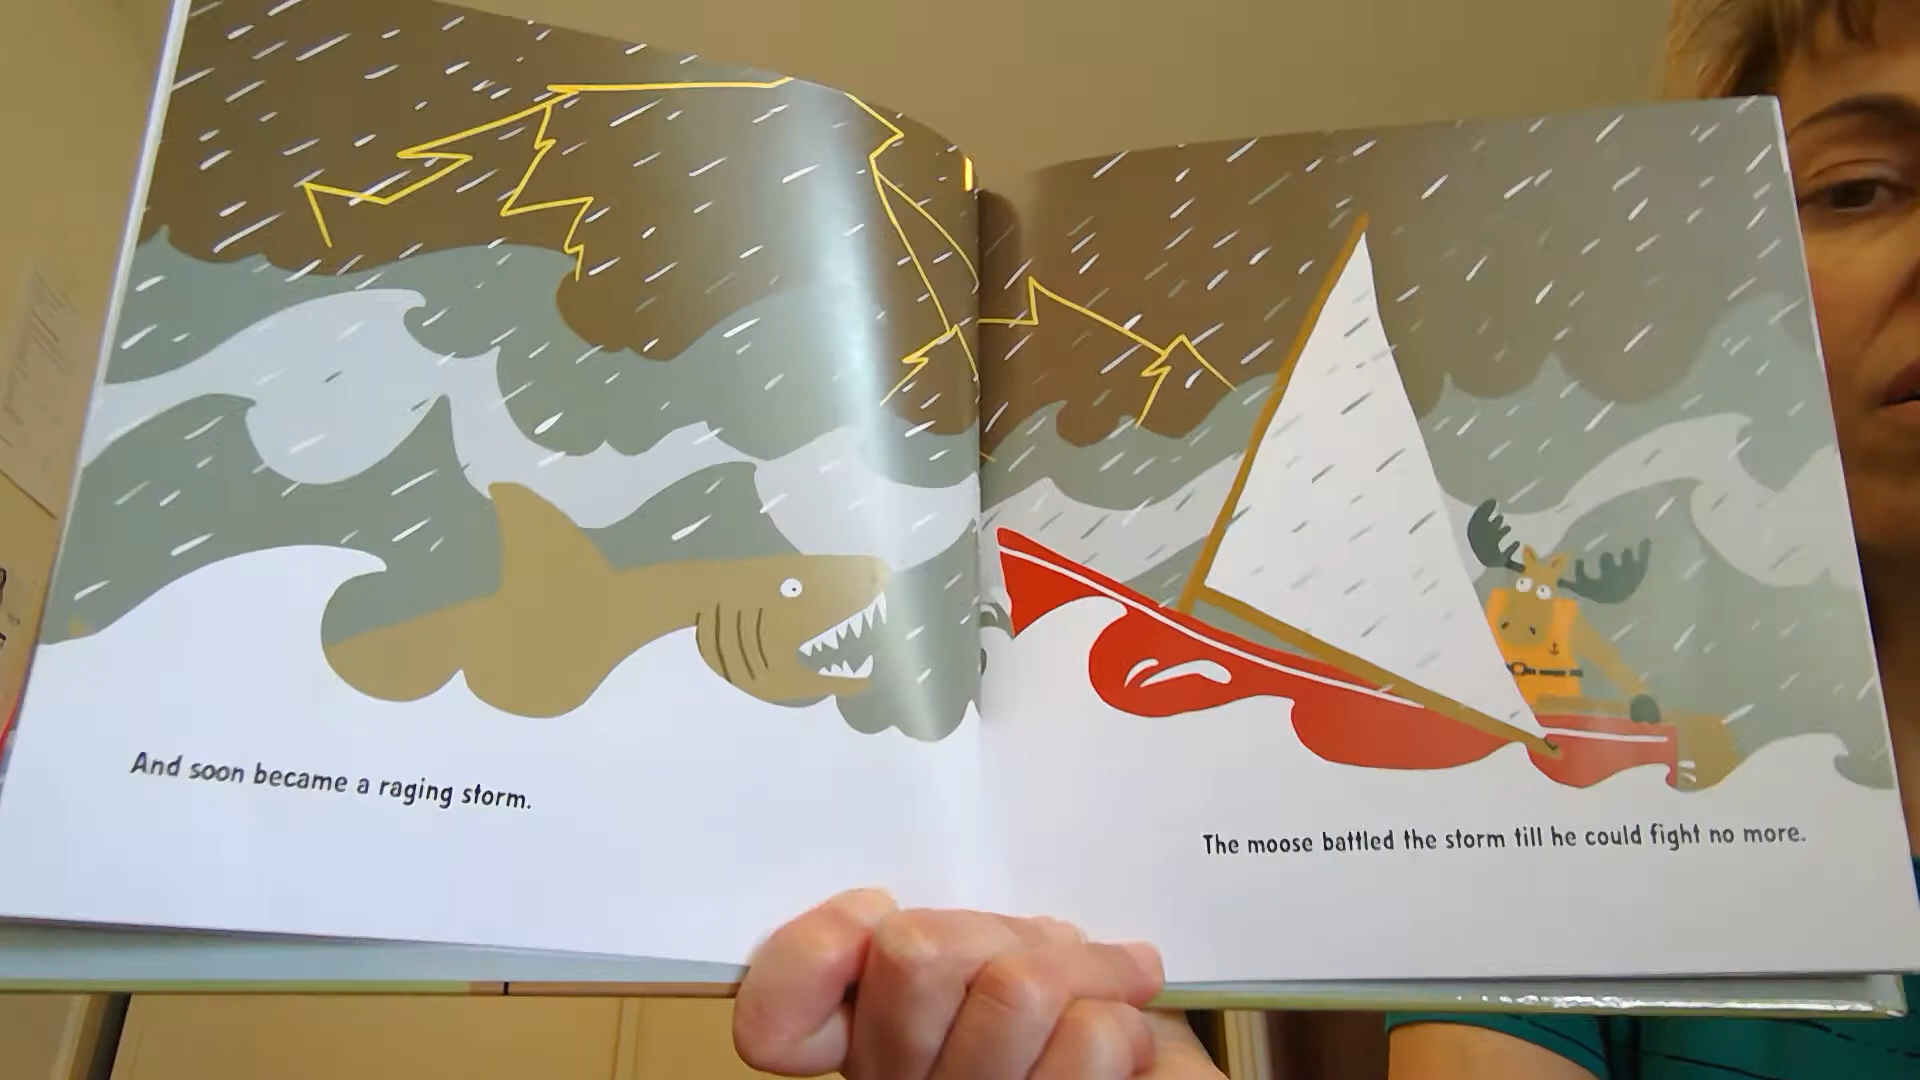 And soon became a raging storm.
The moose battled the storm till he could fight no more.